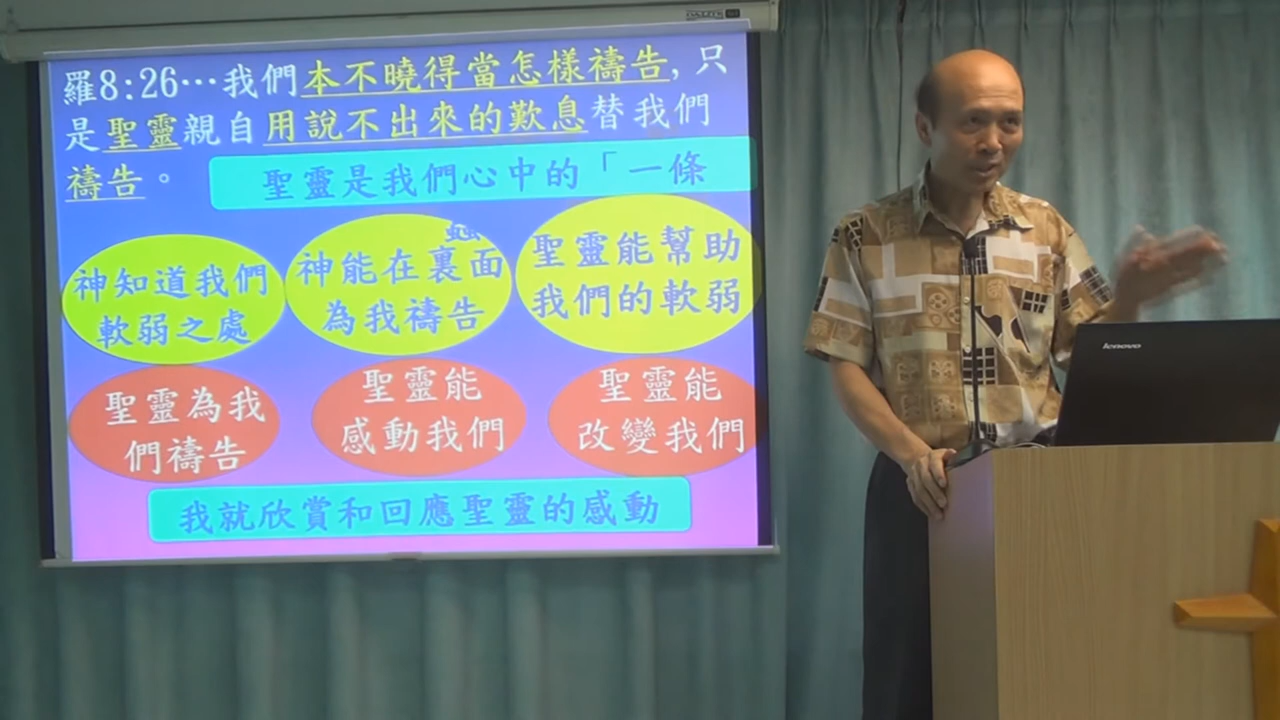 羅8:26…我們本不曉得當怎樣禱告,只
是聖靈親自用說不出來的歎息替我們
禱告。
聖靈是我們心中的「一條
神知道我們
軟弱之處
神能在裏面
為我禱告
聖靈能幫助
我們的軟弱
聖靈為我
們禱告
聖靈能
感動我們
聖靈能
改變我們
我就欣賞和回應聖靈的感動
lenovo